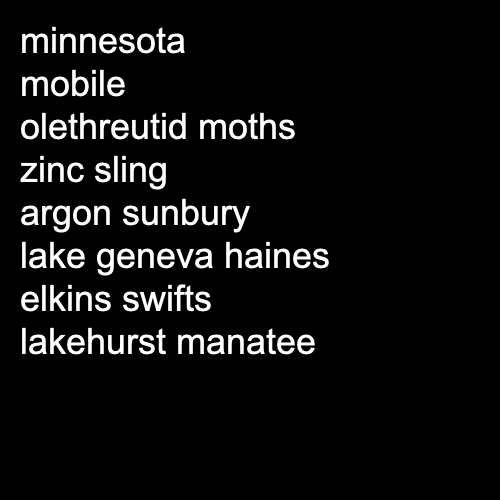 minnesota
mobile
olethreutid moths
zinc sling
argon sunbury
lake geneva haines
elkins swifts
lakehurst manatee